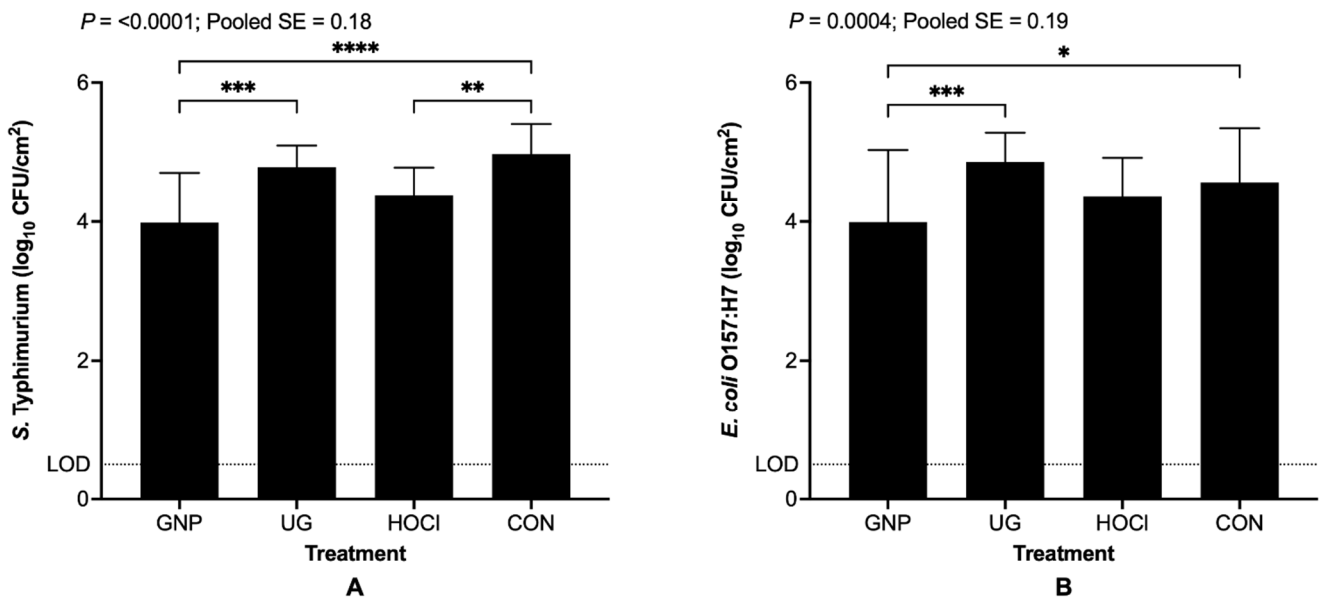 P = <0.0001; Pooled SE = 0.18
****
***
**
6
4
2
LOD
0
S. Typhimurium (log10 CFU/cm2)
GNP UG HOCl CON
Treatment
A
P = 0.0004; Pooled SE = 0.19
*
***
6
4
2
LOD
0
E. coli O157:H7 (log10 CFU/cm2)
GNP UG HOCl CON
Treatment
B